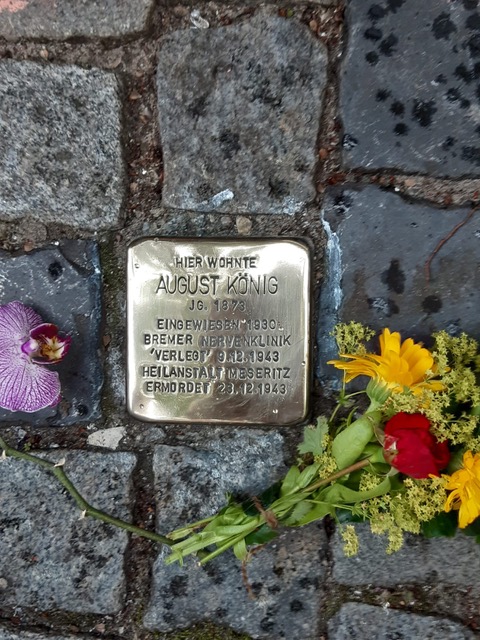 HIER WOHNTE
AUGUST KÖNIG
JG. 1873
EINGEWIESEN 1930
BREMER NERVENKLINIK
'VERLEGT' 9.12.1943
HEILANSTALT MESERITZ
ERMORDET 23.12.1943